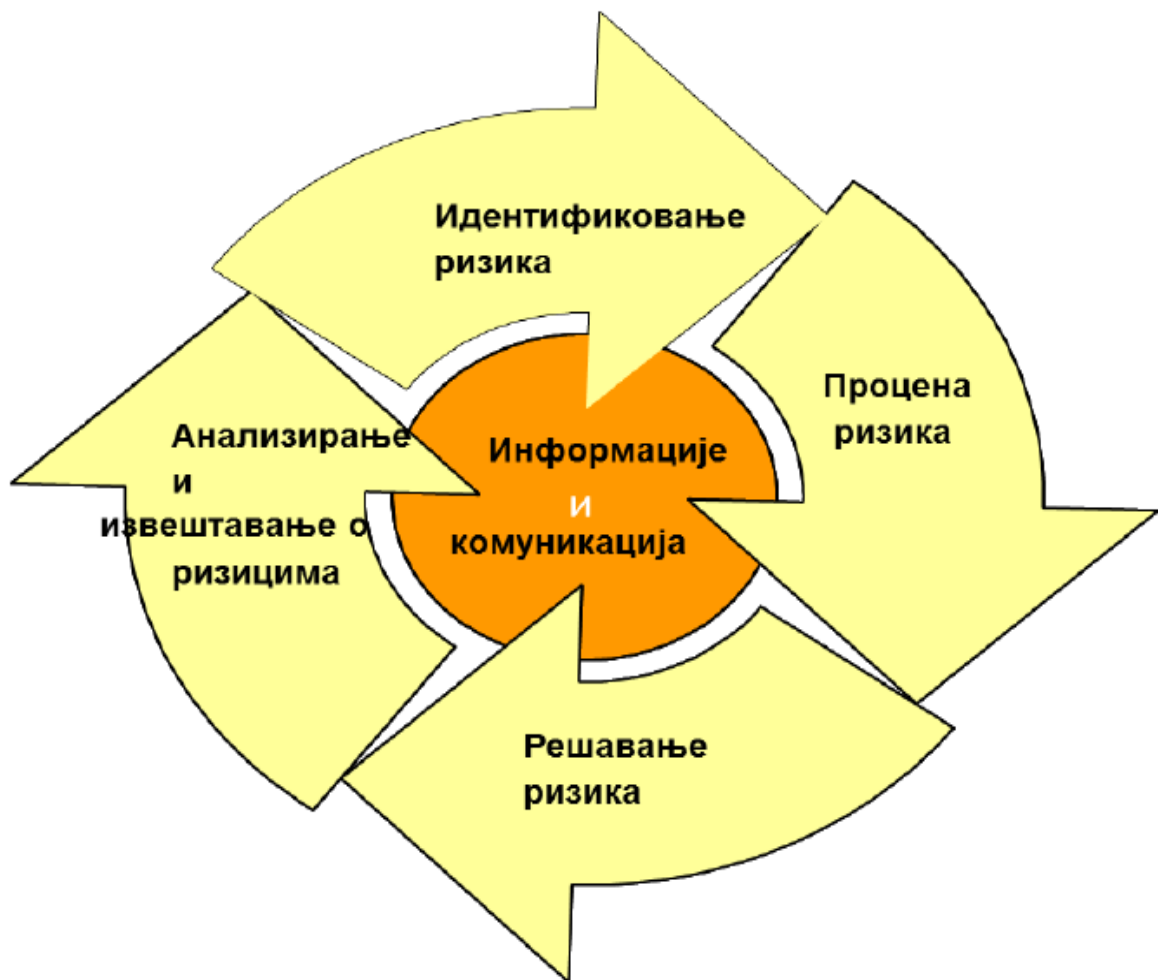 Идентификовање
ризика
Процена
ризика
Анализирање
и
извештавање о
ризицима
Информације
и
комуникација
Решавање
ризика